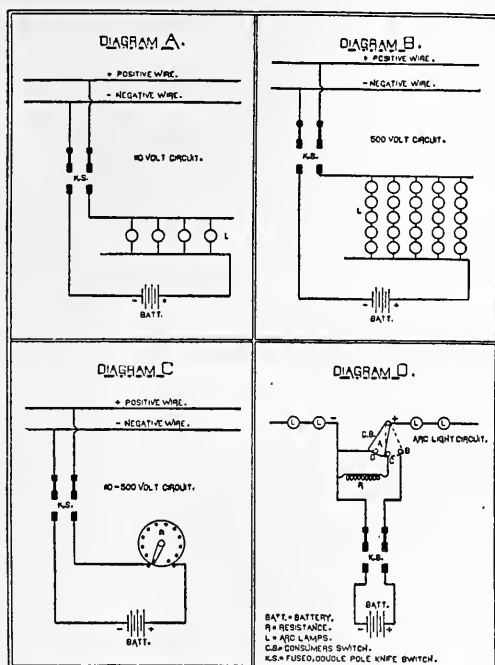 DIAGRAM A.
+ POSITIVE WIRE.
- NEGATIVE WIRE.
110 VOLT CIRCUIT.
K.S.
L
- +
BATT.
DIAGRAM B.
+ POSITIVE WIRE.
- NEGATIVE WIRE.
500 VOLT CIRCUIT.
K.S.
L
- +
BATT.
DIAGRAM C
+ POSITIVE WIRE.
- NEGATIVE WIRE.
110-500 VOLT CIRCUIT.
K.S.
R
- +
BATT.
DIAGRAM D.
L L - + L L
C.B. A B
D C
ARC LIGHT CIRCUIT.
R
K.S.
BATT.
- +
BATT. = BATTERY.
R = RESISTANCE.
L = ARC LAMPS.
C.B. = CONSUMERS SWITCH.
K.S. = FUSED, DOUBLE POLE KNIFE SWITCH.